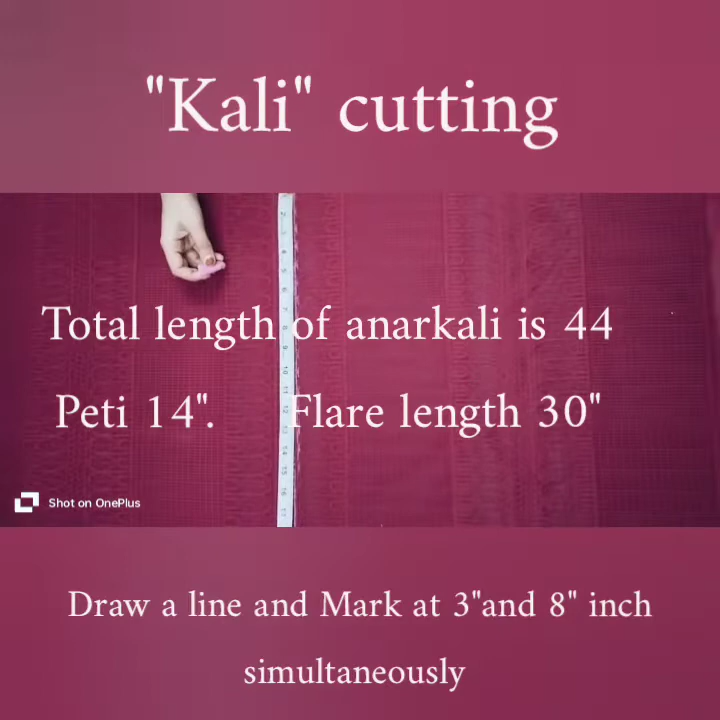 "Kali" cutting
Total length of anarkali is 44
Peti 14". Flare length 30"
Shot on OnePlus
Draw a line and Mark at 3"and 8" inch
simultaneously